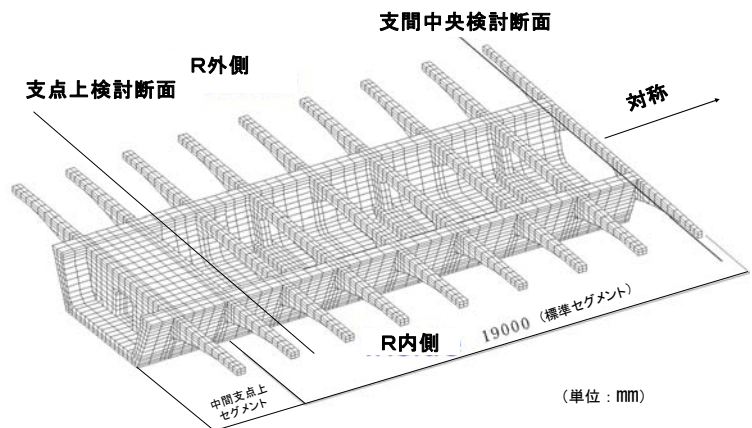 支間中央検討断面
R外側
支点上検討断面
対称
R内側
19000 (標準セグメント)
中間支点上
セグメント
(単位：mm)